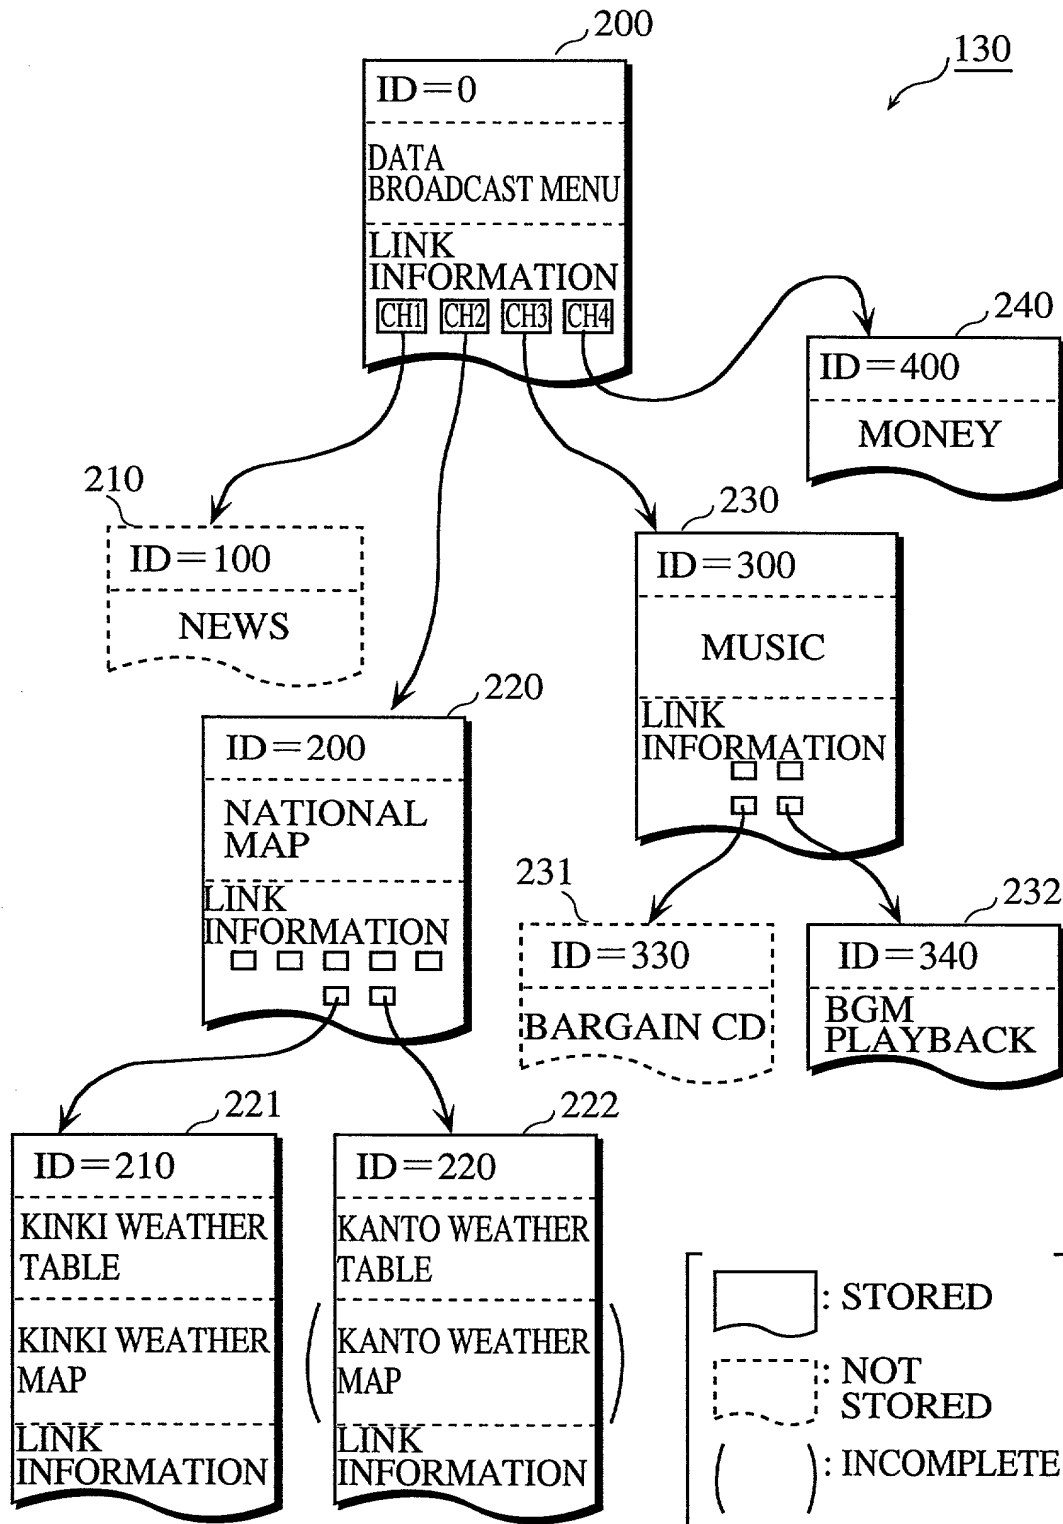 200
130
ID=0
DATA
BROADCAST MENU
LINK
INFORMATION
CH1 CH2 CH3 CH4
240
ID=400
MONEY
210
ID=100
NEWS
230
ID=300
MUSIC
LINK
INFORMATION
220
ID=200
NATIONAL
MAP
LINK
INFORMATION
231
ID=330
BARGAIN CD
232
ID=340
BGM
PLAYBACK
221
ID=210
KINKI WEATHER
TABLE
KINKI WEATHER
MAP
LINK
INFORMATION
222
ID=220
KANTO WEATHER
TABLE
KANTO WEATHER
MAP
LINK
INFORMATION
: STORED
: NOT
STORED
: INCOMPLETE